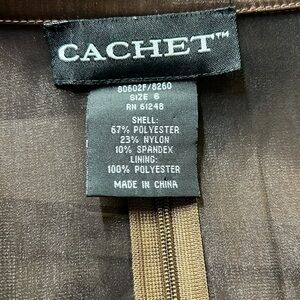 CACHET™
80602F/8260
SIZE 6
RN 61248
SHELL:
67% POLYESTER
23% NYLON
10% SPANDEX
LINING:
100% POLYESTER
MADE IN CHINA